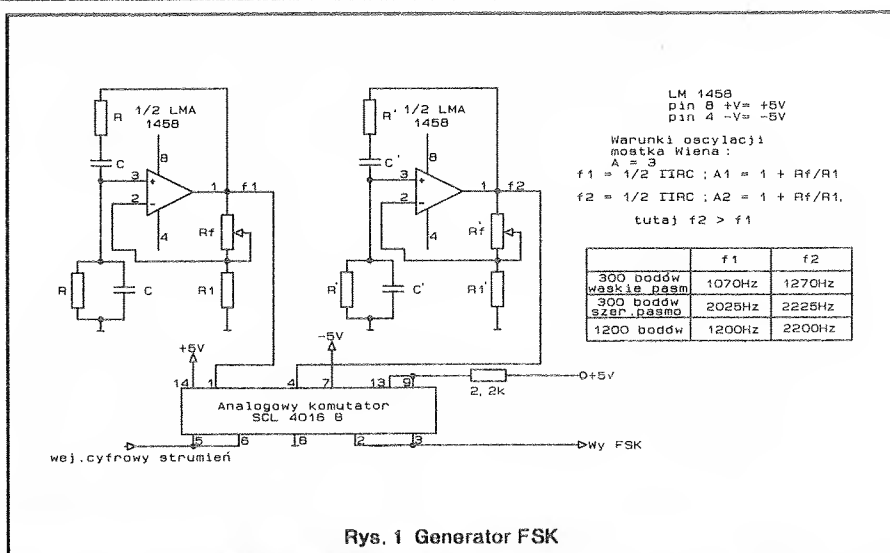 R
1/2 LMA
1458
8
C
3
+
2
-
1
f1
4
Rf
R
C
R1
R'
1/2 LMA
1458
8
C'
3
+
2
-
1
f2
4
Rf'
R'
C'
R1'
LM 1458
pin 8 +V= +5V
pin 4 -V= -5V
Warunki oscylacji
mostka Wiena:
A = 3
f1 = 1/2 ΠRC ; A1 = 1 + Rf/R1
f2 = 1/2 ΠRC ; A2 = 1 + Rf/R1.
tutaj f2 > f1
f1 f2
300 bodów wąskie pasm 1070Hz 1270Hz
300 bodów szer.pasmo 2025Hz 2225Hz
1200 bodów 1200Hz 2200Hz
+5V
-5V
14 1 4 7 13 9
2,2k
+5V
Analogowy komutator
SCL 4016 B
5 6 8 2 3
wej.cyfrowy strumień
Wy FSK
Rys. 1 Generator FSK